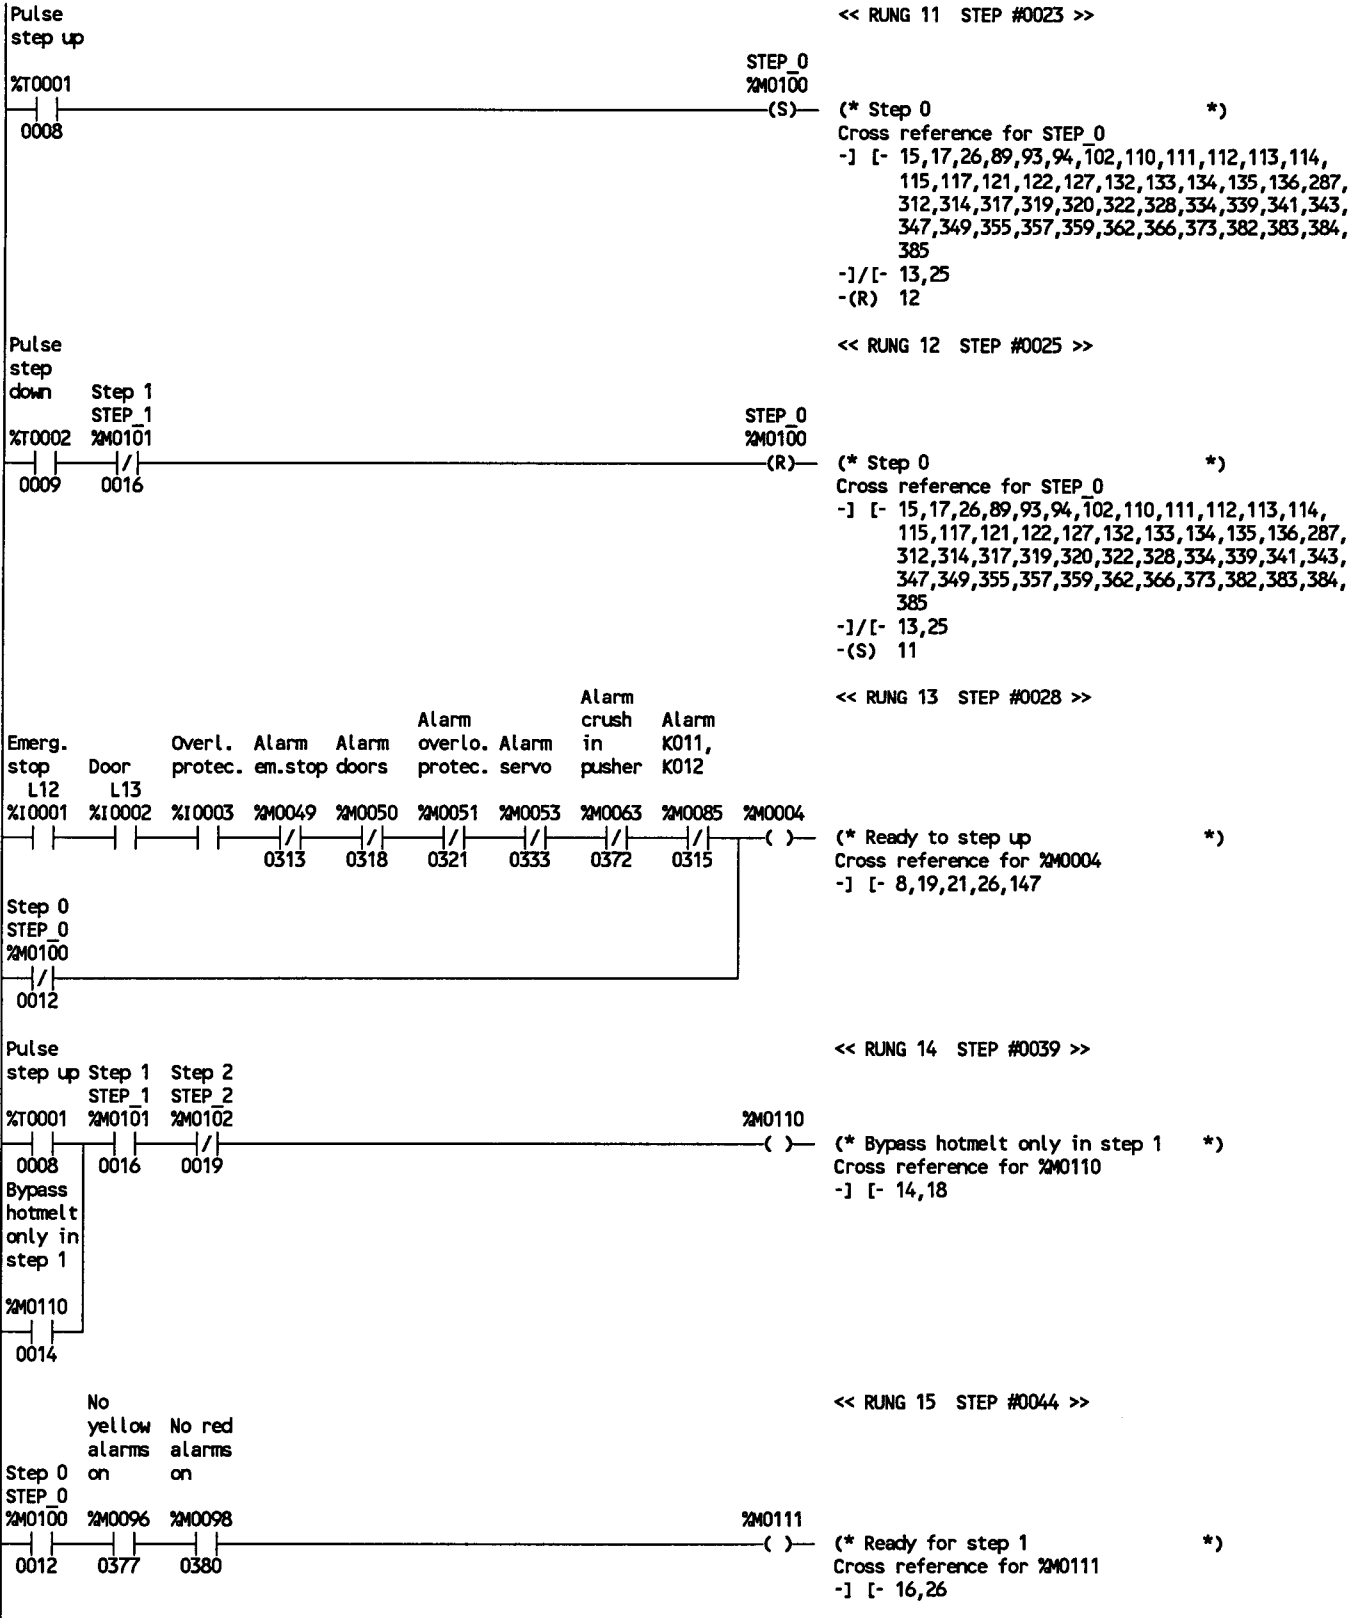 Pulse
step up
<< RUNG 11 STEP #0023 >>
STEP_0
%T0001 %M0100
-(S)- (* Step 0 *)
0008
Cross reference for STEP_0
-] [- 15,17,26,89,93,94,102,110,111,112,113,114,
115,117,121,122,127,132,133,134,135,136,287,
312,314,317,319,320,322,328,334,339,341,343,
347,349,355,357,359,362,366,373,382,383,384,
385
-]/[- 13,25
-(R) 12
Pulse
step
down
<< RUNG 12 STEP #0025 >>
Step 1
STEP_1 STEP_0
%T0002 %M0101 %M0100
-(R)- (* Step 0 *)
0009 0016
Cross reference for STEP_0
-] [- 15,17,26,89,93,94,102,110,111,112,113,114,
115,117,121,122,127,132,133,134,135,136,287,
312,314,317,319,320,322,328,334,339,341,343,
347,349,355,357,359,362,366,373,382,383,384,
385
-]/[- 13,25
-(S) 11
<< RUNG 13 STEP #0028 >>
Alarm
Alarm crush Alarm
Emerg. Overl. Alarm Alarm overlo. Alarm in K011,
stop Door protec. em.stop doors protec. servo pusher K012
L12 L13
%I0001 %I0002 %I0003 %M0049 %M0050 %M0051 %M0053 %M0063 %M0085 %M0004
-( )- (* Ready to step up *)
0313 0318 0321 0333 0372 0315
Cross reference for %M0004
-] [- 8,19,21,26,147
Step 0
STEP_0
%M0100
0012
Pulse
<< RUNG 14 STEP #0039 >>
step up Step 1 Step 2
STEP_1 STEP_2
%T0001 %M0101 %M0102 %M0110
-( )- (* Bypass hotmelt only in step 1 *)
0008 0016 0019
Cross reference for %M0110
-] [- 14,18
Bypass
hotmelt
only in
step 1
%M0110
0014
<< RUNG 15 STEP #0044 >>
No
yellow No red
alarms alarms
Step 0 on on
STEP_0
%M0100 %M0096 %M0098 %M0111
-( )- (* Ready for step 1 *)
0012 0377 0380
Cross reference for %M0111
-] [- 16,26